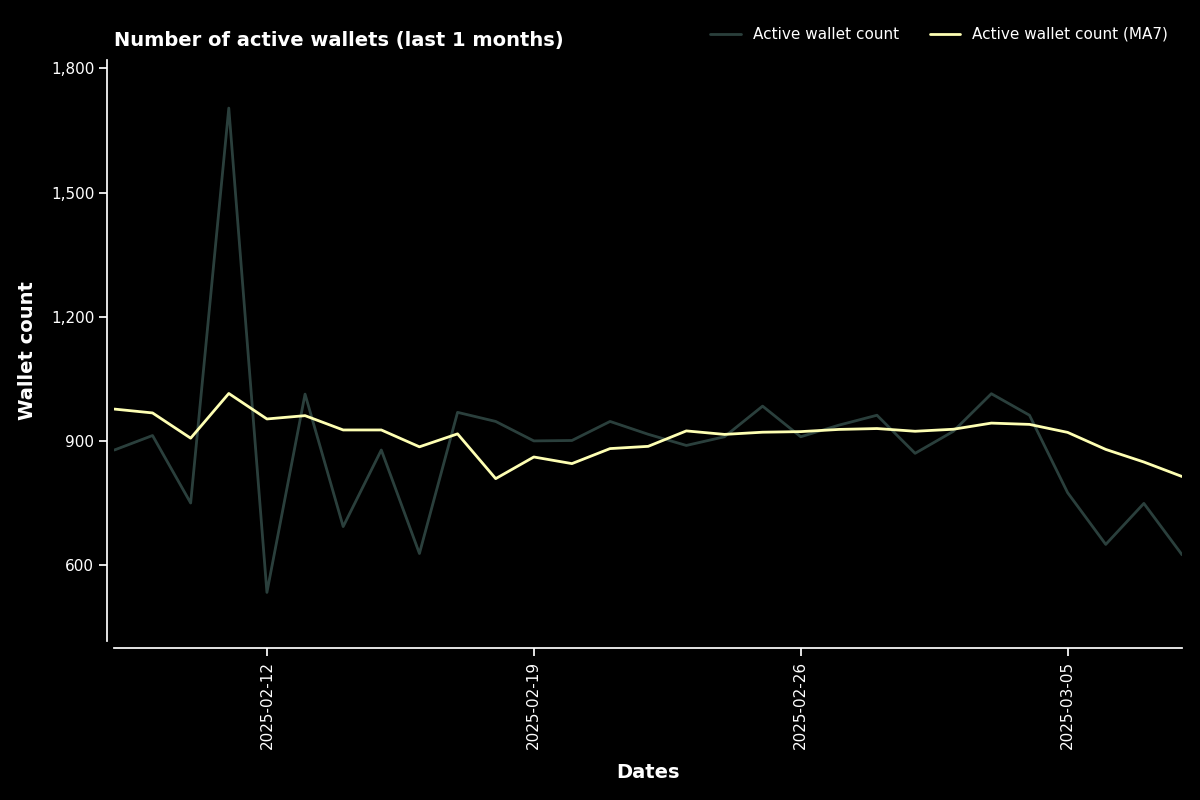 Number of active wallets (last 1 months)
Active wallet count
Active wallet count (MA7)
Wallet count
1,800
1,500
1,200
900
600
2025-02-12
2025-02-19
2025-02-26
2025-03-05
Dates